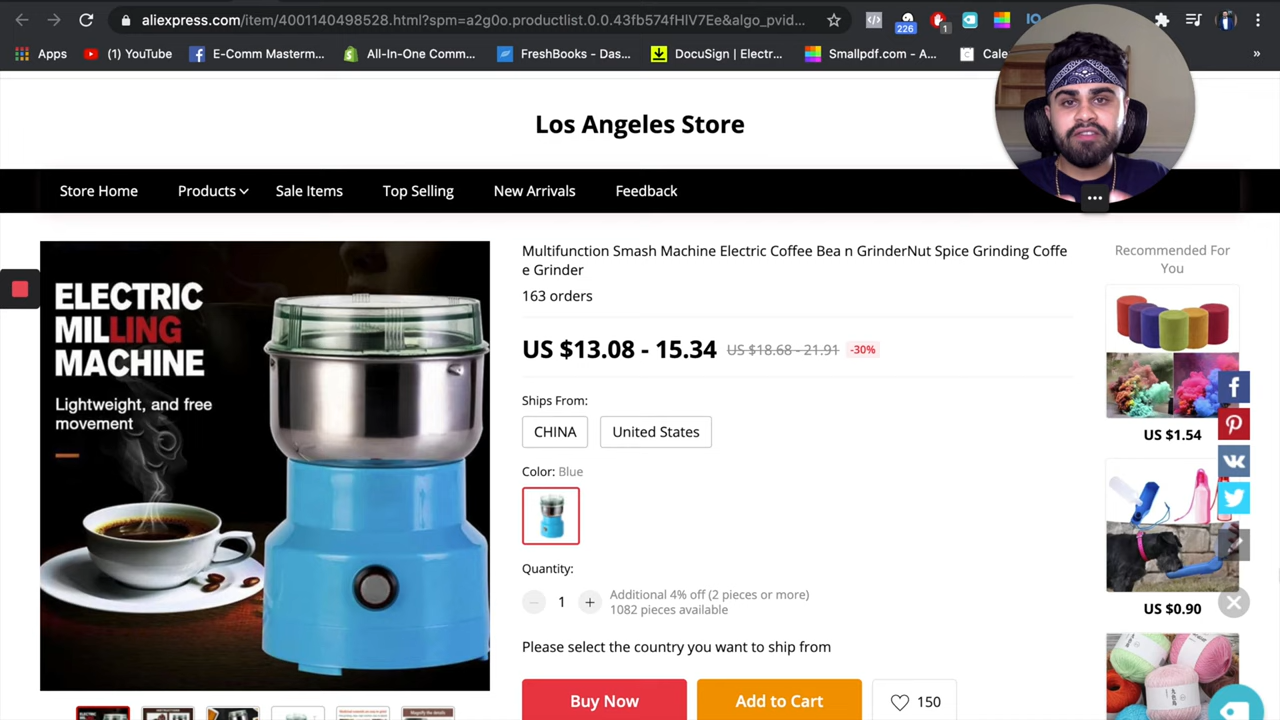 aliexpress.com/item/4001140498528.html?spm=a2g0o.productlist.0.0.43fb574fHlV7Ee&algo_pvid...
226
1
Apps
(1) YouTube
E-Comm Masterm...
All-In-One Comm...
FreshBooks - Das...
DocuSign | Electr...
Smallpdf.com - A...
Cale
»
Los Angeles Store
Store Home
Products
Sale Items
Top Selling
New Arrivals
Feedback
ELECTRIC
MILLING
MACHINE
Lightweight, and free
movement
Multifunction Smash Machine Electric Coffee Bea n GrinderNut Spice Grinding Coffe
e Grinder
163 orders
US $13.08 - 15.34 US $18.68 - 21.91 -30%
Ships From:
CHINA
United States
Color: Blue
Quantity:
1
Additional 4% off (2 pieces or more)
1082 pieces available
Please select the country you want to ship from
Buy Now
Add to Cart
150
Recommended For
You
US $1.54
US $0.90